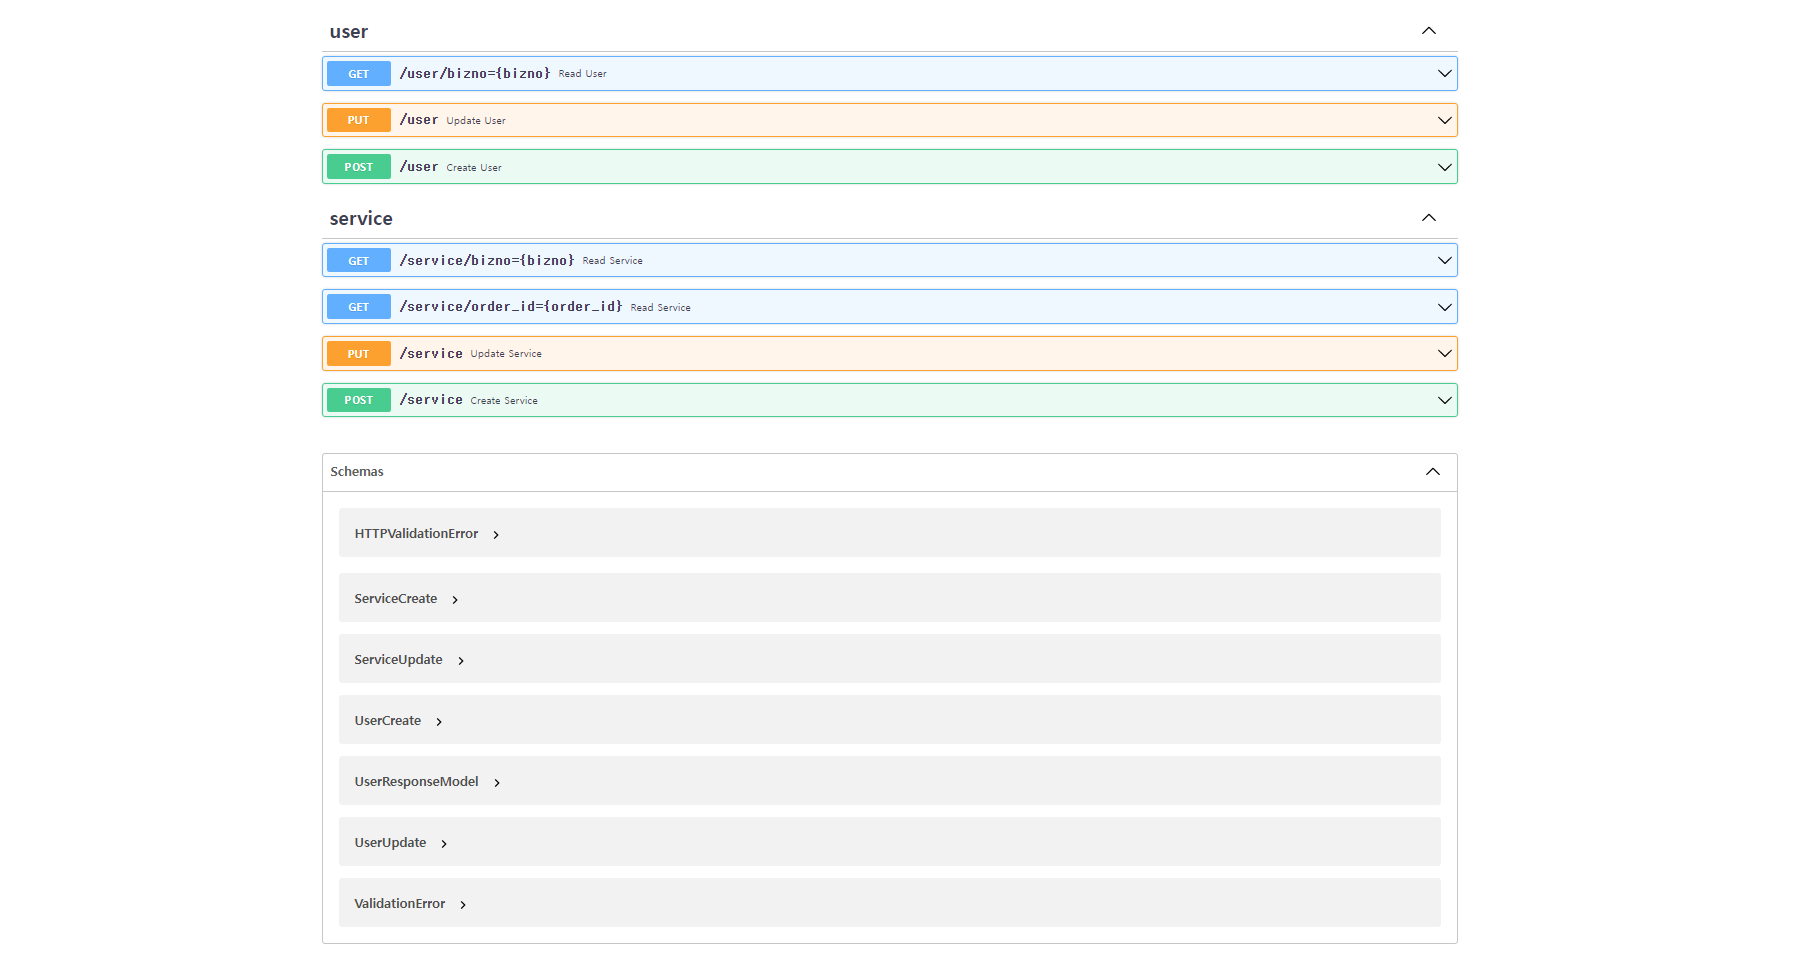 user
GET /user/bizno={bizno} Read User
PUT /user Update User
POST /user Create User
service
GET /service/bizno={bizno} Read Service
GET /service/order_id={order_id} Read Service
PUT /service Update Service
POST /service Create Service
Schemas
HTTPValidationError
ServiceCreate
ServiceUpdate
UserCreate
UserResponseModel
UserUpdate
ValidationError